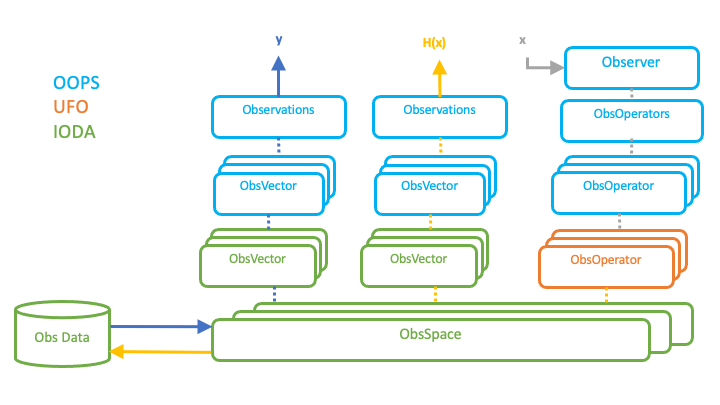 y
H(x)
x
Observer
OOPS
UFO
IODA
Observations
Observations
ObsOperators
ObsVector
ObsVector
ObsOperator
ObsVector
ObsVector
ObsOperator
Obs Data
ObsSpace